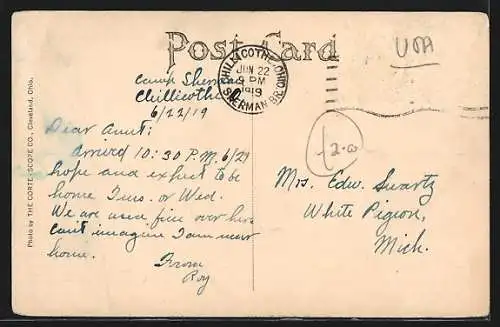 Post Card
USA
CHILLICOTHE, OHIO
JUN 22
9 PM
1919
SHERMAN BR.
Camp Sherman
Chillicothe
6/22/19
Dear Aunt:
Arrived 10:30 P.M. 6/21
hope and expect to be
home Tues. or Wed.
We are used fine over here
Cant imagine I am near
home.
From
Roy
Mrs. Edw. Swartz
White Pigeon,
Mich.
Photo by THE CORTE-SCOPE CO., Cleveland, Ohio.